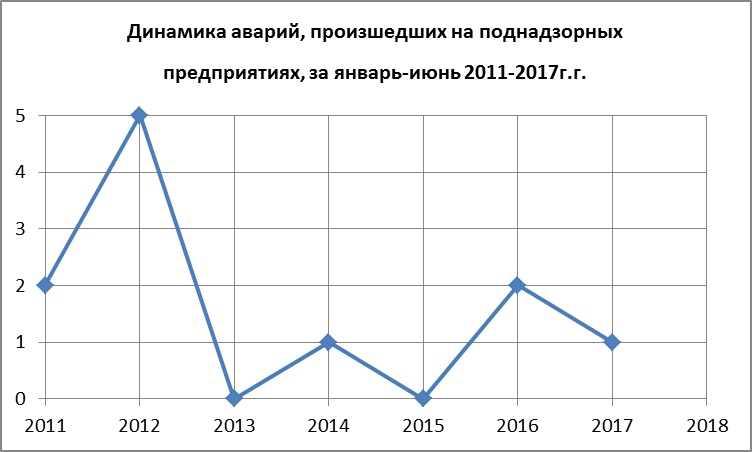 Динамика аварий, произошедших на поднадзорных
предприятиях, за январь-июнь 2011-2017г.г.
5
4
3
2
1
0
2011 2012 2013 2014 2015 2016 2017 2018